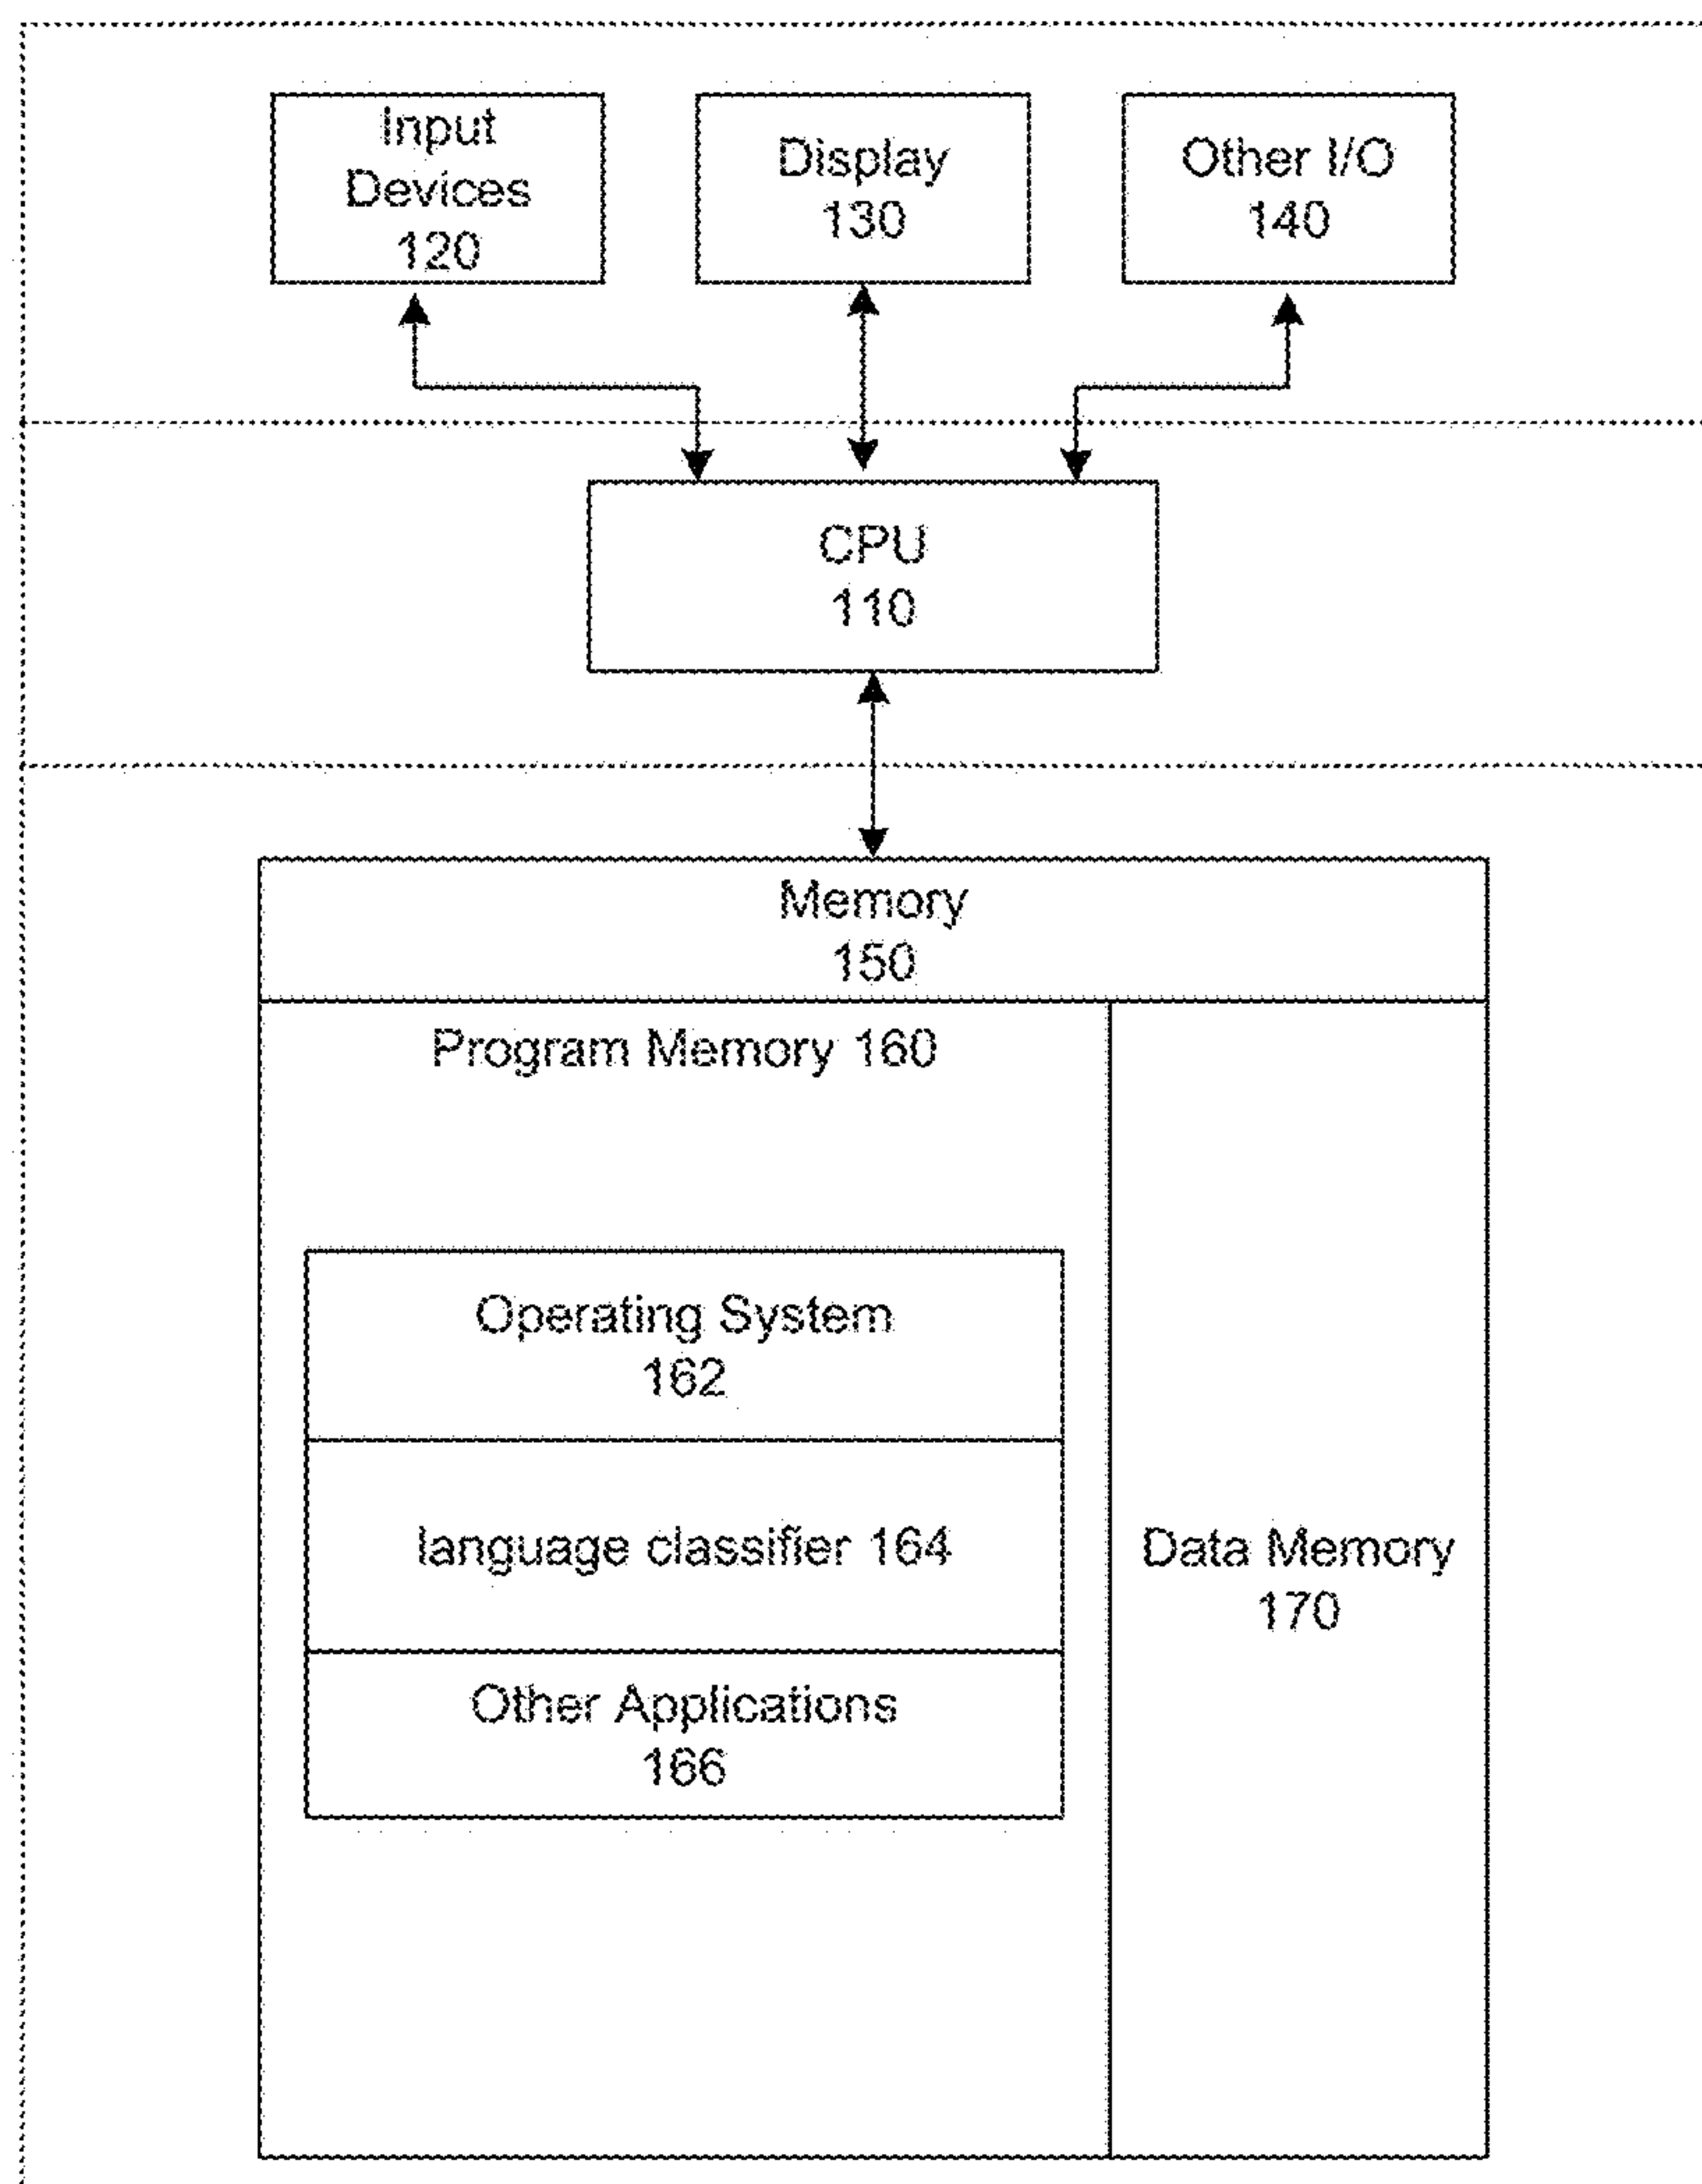 Input
Devices
120
Display
130
Other I/O
140
CPU
110
Memory
150
Program Memory 160
Operating System
162
language classifier 164
Other Applications
166
Data Memory
170